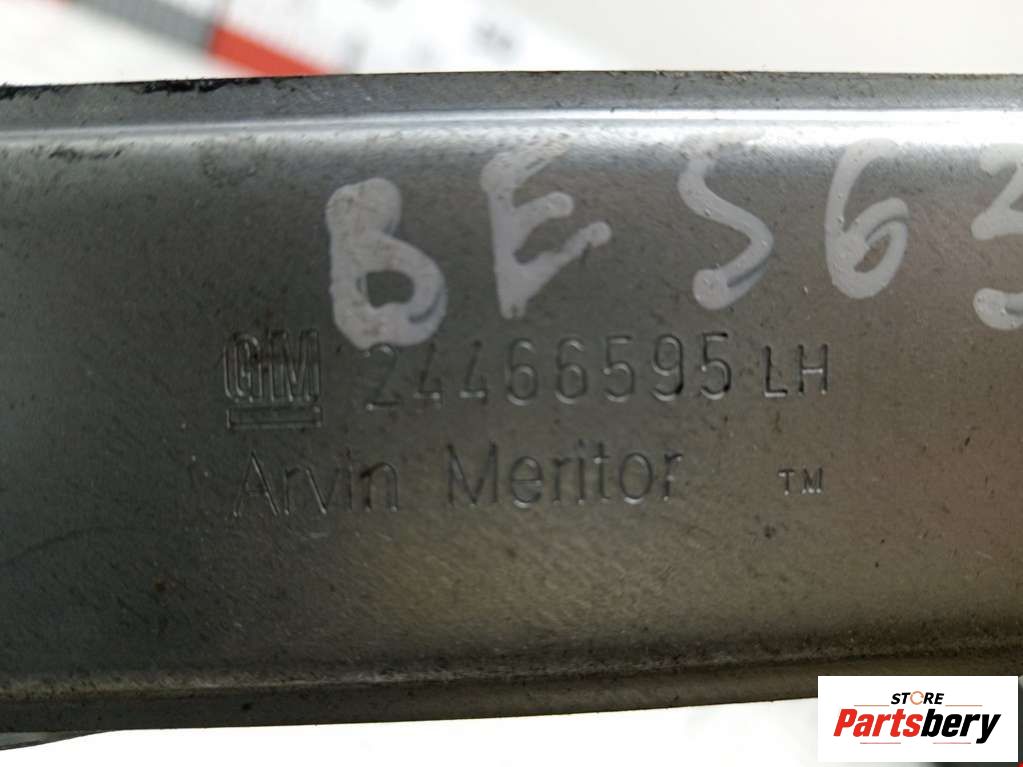 BES63
GM 24466595 LH
Arvin Meritor ™
STORE
Partsbery